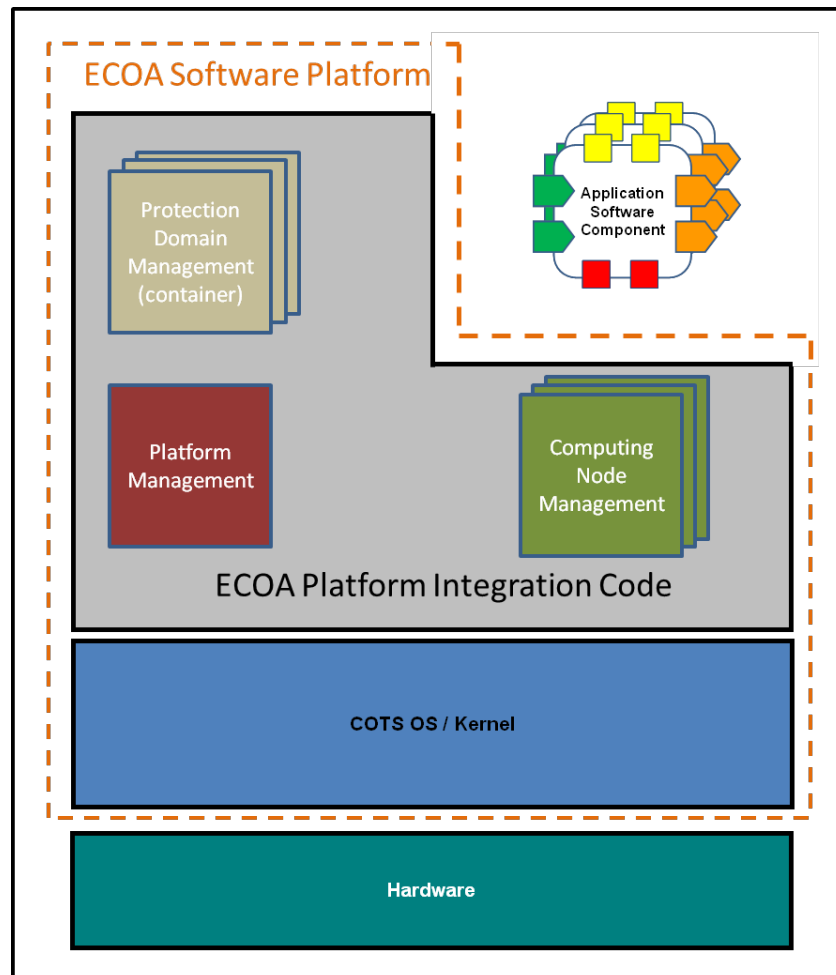 ECOA Software Platform
Application
Software
Component
Protection
Domain
Management
(container)
Platform
Management
Computing
Node
Management
ECOA Platform Integration Code
COTS OS / Kernel
Hardware